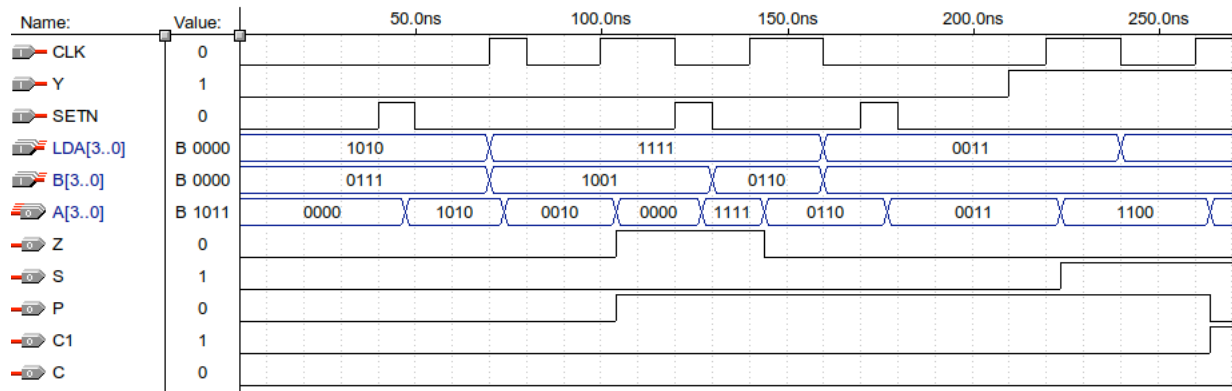 Name: Value: 50.0ns 100.0ns 150.0ns 200.0ns 250.0ns
CLK 0
Y 1
SETN 0
LDA[3..0] B 0000 1010 1111 0011
B[3..0] B 0000 0111 1001 0110
A[3..0] B 1011 0000 1010 0010 0000 1111 0110 0011 1100
Z 0
S 1
P 0
C1 1
C 0